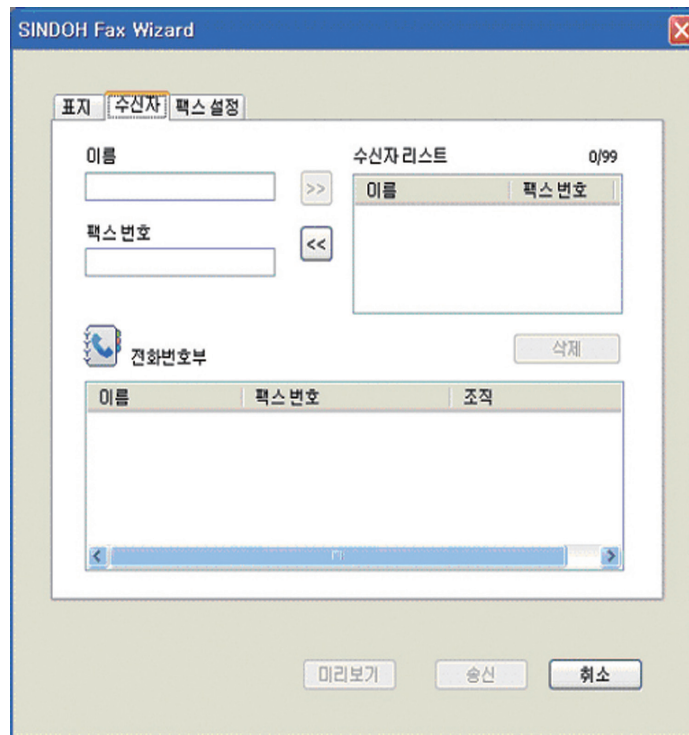 SINDOH Fax Wizard
표지 수신자 팩스 설정
이름 수신자 리스트 0/99
>> 이름 팩스 번호
팩스 번호
<<
전화번호부 삭제
이름 팩스 번호 조직
미리보기 송신 취소